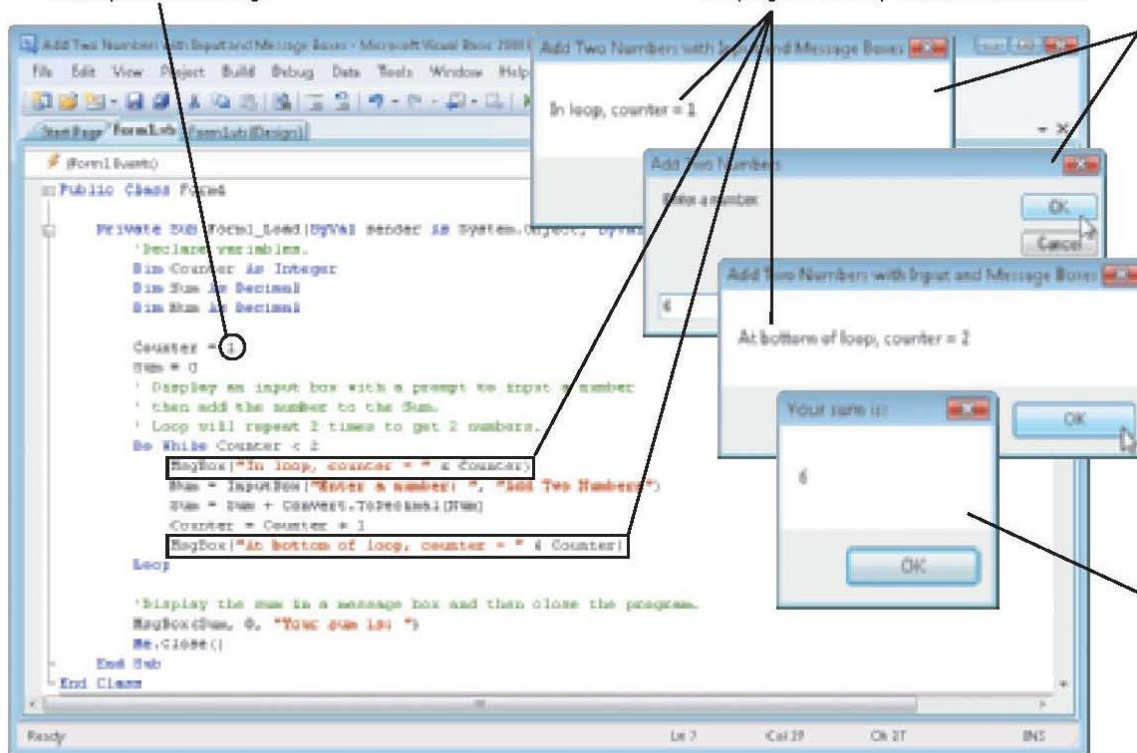 Add Two Numbers with Input and Message Boxes - Microsoft Visual Basic 2008
File Edit View Project Build Debug Data Tools Window Help
Start Page Form1.vb Form1.vb [Design]
(Form1 Events)
Public Class Form1
Private Sub Form1_Load(ByVal sender As System.Object, ByVal
'Declare variables.
Dim Counter As Integer
Dim Sum As Decimal
Dim Num As Decimal
Counter = 1
Sum = 0
' Display an input box with a prompt to input a number
' then add the number to the Sum.
' Loop will repeat 2 times to get 2 numbers.
Do While Counter < 2
MsgBox("In loop, counter = " & Counter)
Num = InputBox("Enter a number: ", "Add Two Numbers")
Sum = Sum + Convert.ToDecimal(Num)
Counter = Counter + 1
MsgBox("At bottom of loop, counter = " & Counter)
Loop
'Display the sum in a message box and then close the program.
MsgBox(Sum, 0, "Your sum is: ")
Me.Close()
End Sub
End Class
Ready Ln 7 Col 29 Ch 27 INS
Add Two Numbers with Input and Message Boxes
In loop, counter = 1
Add Two Numbers
Enter a number:
OK
Cancel
6
Add Two Numbers with Input and Message Boxes
At bottom of loop, counter = 2
OK
Your sum is:
6
OK